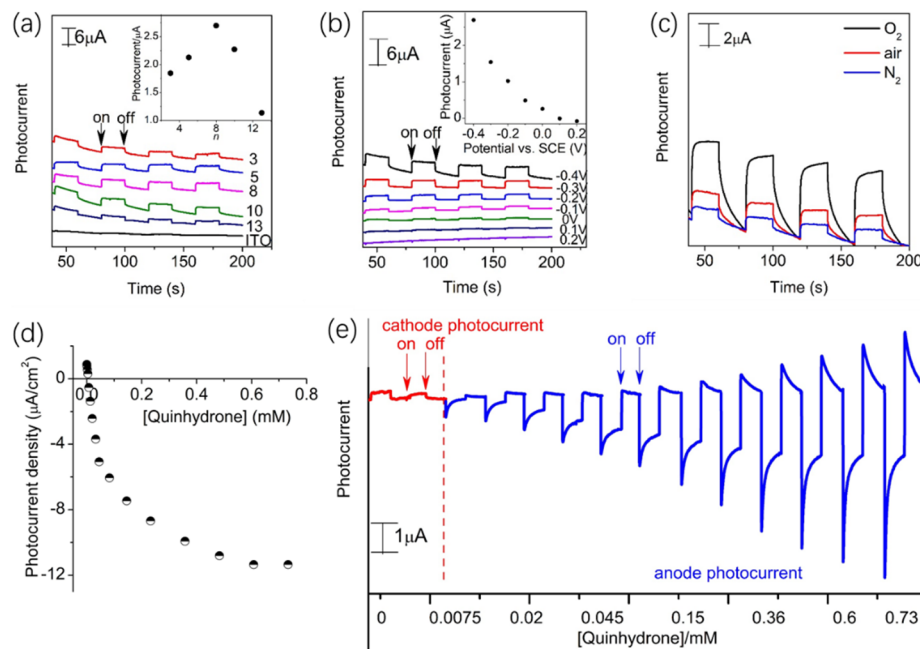 (a)
6μA
Photocurrent
Photocurrent/μA
2.5
2.0
1.5
1.0
4
8
12
n
on off
3
5
8
10
13
ITO
50
100
150
200
Time (s)
(b)
6μA
Photocurrent
Photocurrent (μA)
2
1
0
-0.4
-0.2
0.0
0.2
Potential vs. SCE (V)
on off
-0.4V
-0.3V
-0.2V
-0.1V
0V
0.1V
0.2V
50
100
150
200
Time (s)
(c)
2μA
O2
air
N2
Photocurrent
50
100
150
200
Time (s)
(d)
Photocurrent density (μA/cm2)
0
-4
-8
-12
0.2
0.4
0.6
0.8
[Quinhydrone] (mM)
(e)
cathode photocurrent
on off
on off
Photocurrent
1μA
anode photocurrent
0
0.0075
0.02
0.045
0.15
0.36
0.6
0.73
[Quinhydrone]/mM